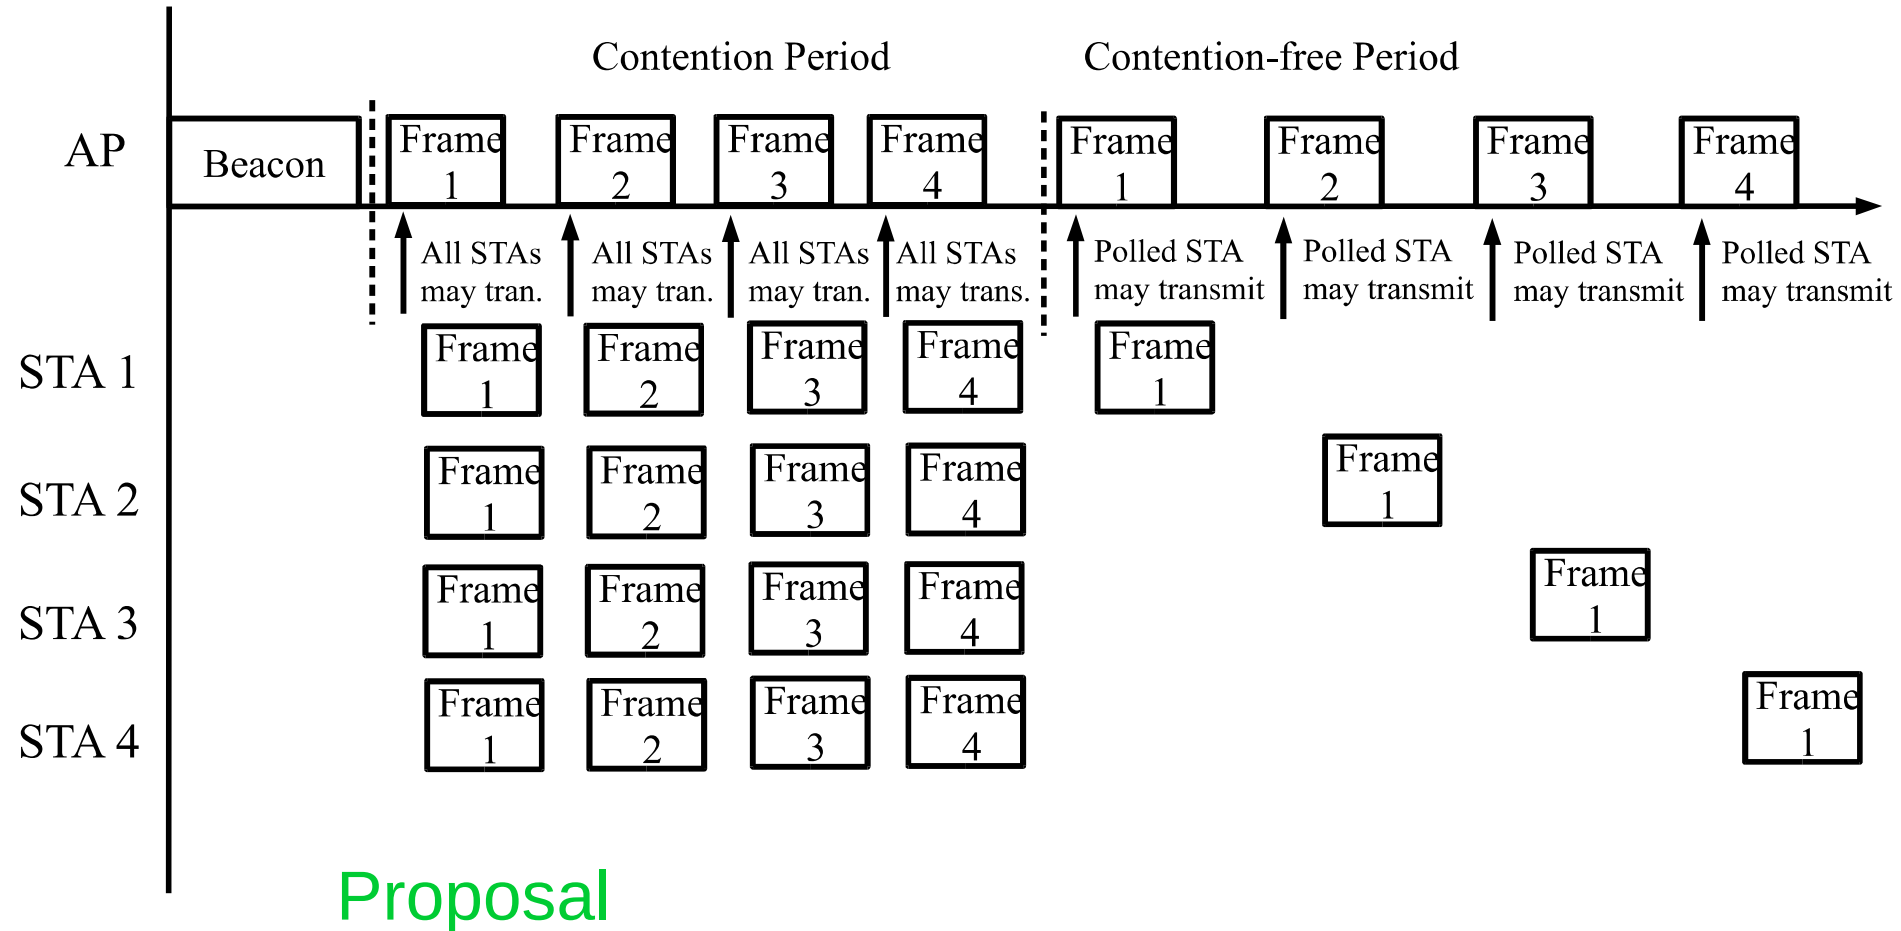 Contention Period
Contention-free Period
AP
Beacon
Frame
1
Frame
2
Frame
3
Frame
4
Frame
1
Frame
2
Frame
3
Frame
4
All STAs
may tran.
All STAs
may tran.
All STAs
may tran.
All STAs
may trans.
Polled STA
may transmit
Polled STA
may transmit
Polled STA
may transmit
Polled STA
may transmit
STA 1
Frame
1
Frame
2
Frame
3
Frame
4
Frame
1
STA 2
Frame
1
Frame
2
Frame
3
Frame
4
Frame
1
STA 3
Frame
1
Frame
2
Frame
3
Frame
4
Frame
1
STA 4
Frame
1
Frame
2
Frame
3
Frame
4
Frame
1
Proposal